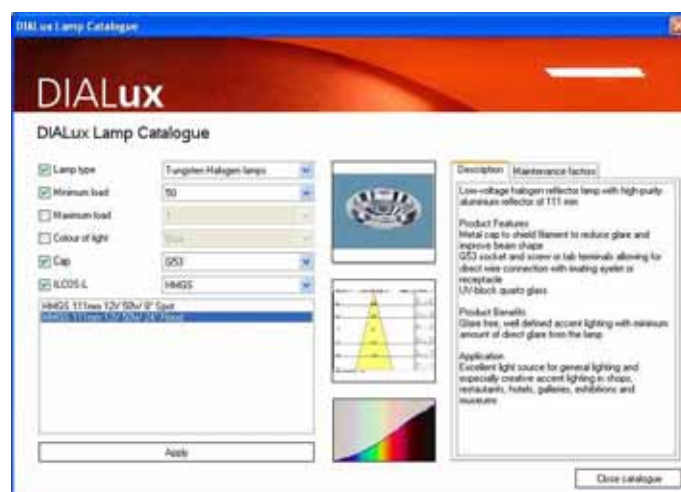 DIALux Lamp Catalogue
DIALux
DIALux Lamp Catalogue
Lamp type
Tungsten Halogen lamps
Minimum load
50
Maximum load
1
Colour of light
Cap
G53
ILCOS-L
HMGS
HMGS 111mm 12V 50W 8° Spot
HMGS 111mm 12V 50W 24° Flood
Apply
Description
Maintenance factors
Low-voltage halogen reflector lamp with high-purity
aluminium reflector of 111 mm
Product Features
Metal cap to shield filament to reduce glare and
improve beam shape
G53 socket and screw or tab terminals allowing for
direct wire connection with mating eyelet or
receptacle
UV-block quartz glass
Product Benefits
Glare free, well defined accent lighting with minimum
amount of direct glare from the lamp
Application
Excellent light source for general lighting and
especially creative accent lighting in shops,
restaurants, hotels, galleries, exhibitions and
museums
Close catalogue